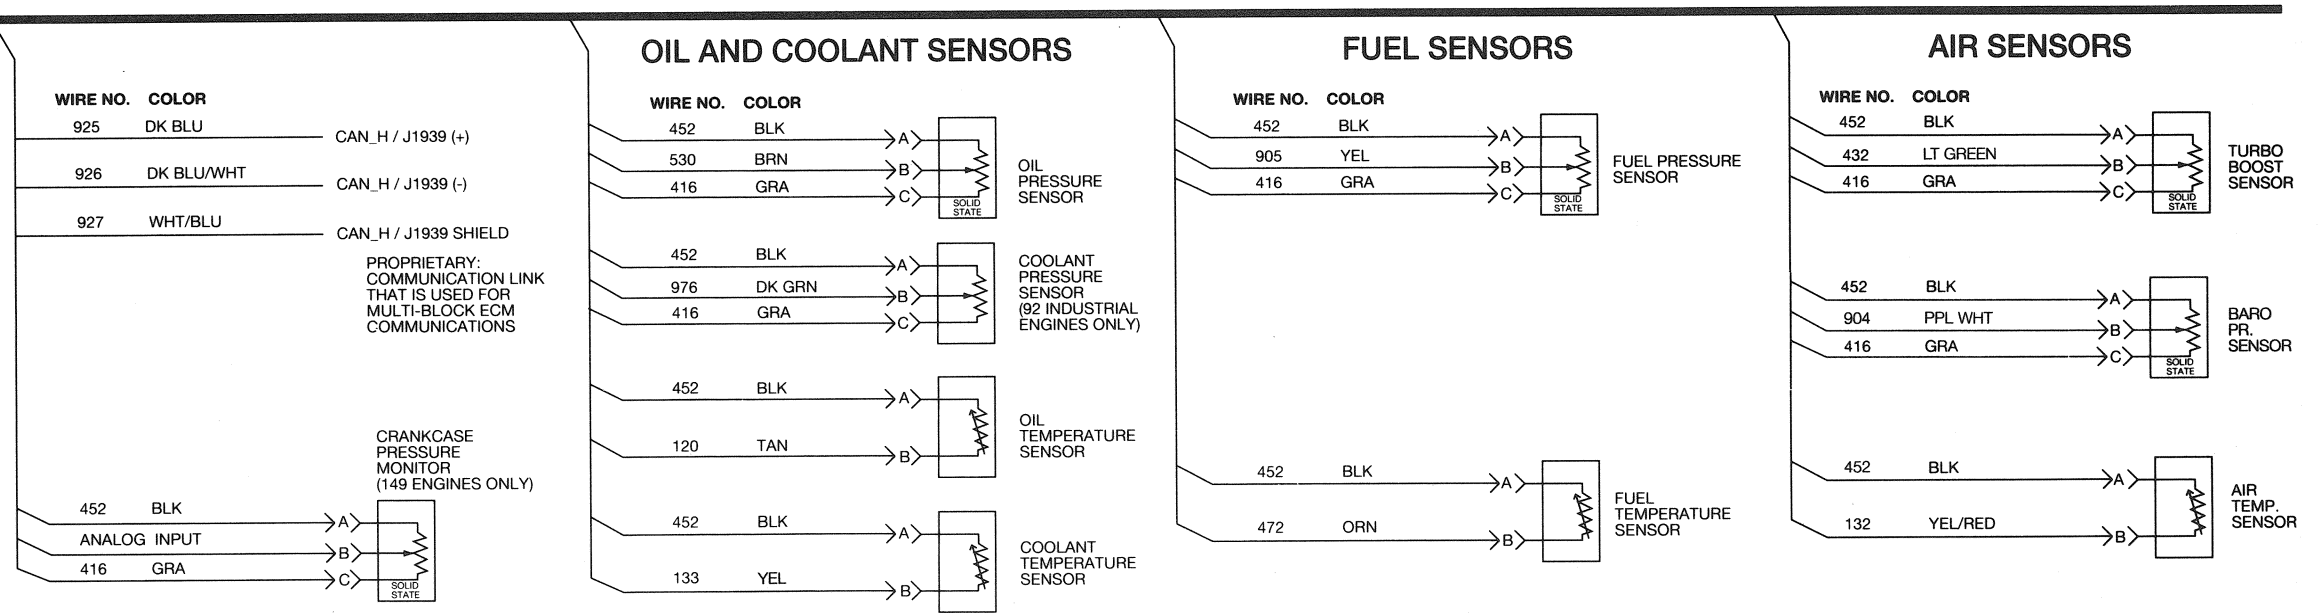 WIRE NO. COLOR
925 DK BLU
CAN_H / J1939 (+)
926 DK BLU/WHT
CAN_H / J1939 (-)
927 WHT/BLU
CAN_H / J1939 SHIELD
PROPRIETARY:
COMMUNICATION LINK
THAT IS USED FOR
MULTI-BLOCK ECM
COMMUNICATIONS
CRANKCASE
PRESSURE
MONITOR
(149 ENGINES ONLY)
452 BLK A
ANALOG INPUT B
416 GRA C
SOLID
STATE
OIL AND COOLANT SENSORS
WIRE NO. COLOR
452 BLK A
530 BRN B
416 GRA C
SOLID
STATE
OIL
PRESSURE
SENSOR
452 BLK A
976 DK GRN B
416 GRA C
COOLANT
PRESSURE
SENSOR
(92 INDUSTRIAL
ENGINES ONLY)
452 BLK A
120 TAN B
OIL
TEMPERATURE
SENSOR
452 BLK A
133 YEL B
COOLANT
TEMPERATURE
SENSOR
FUEL SENSORS
WIRE NO. COLOR
452 BLK A
905 YEL B
416 GRA C
SOLID
STATE
FUEL PRESSURE
SENSOR
452 BLK A
472 ORN B
FUEL
TEMPERATURE
SENSOR
AIR SENSORS
WIRE NO. COLOR
452 BLK A
432 LT GREEN B
416 GRA C
SOLID
STATE
TURBO
BOOST
SENSOR
452 BLK A
904 PPL WHT B
416 GRA C
SOLID
STATE
BARO
PR.
SENSOR
452 BLK A
132 YEL/RED B
AIR
TEMP.
SENSOR